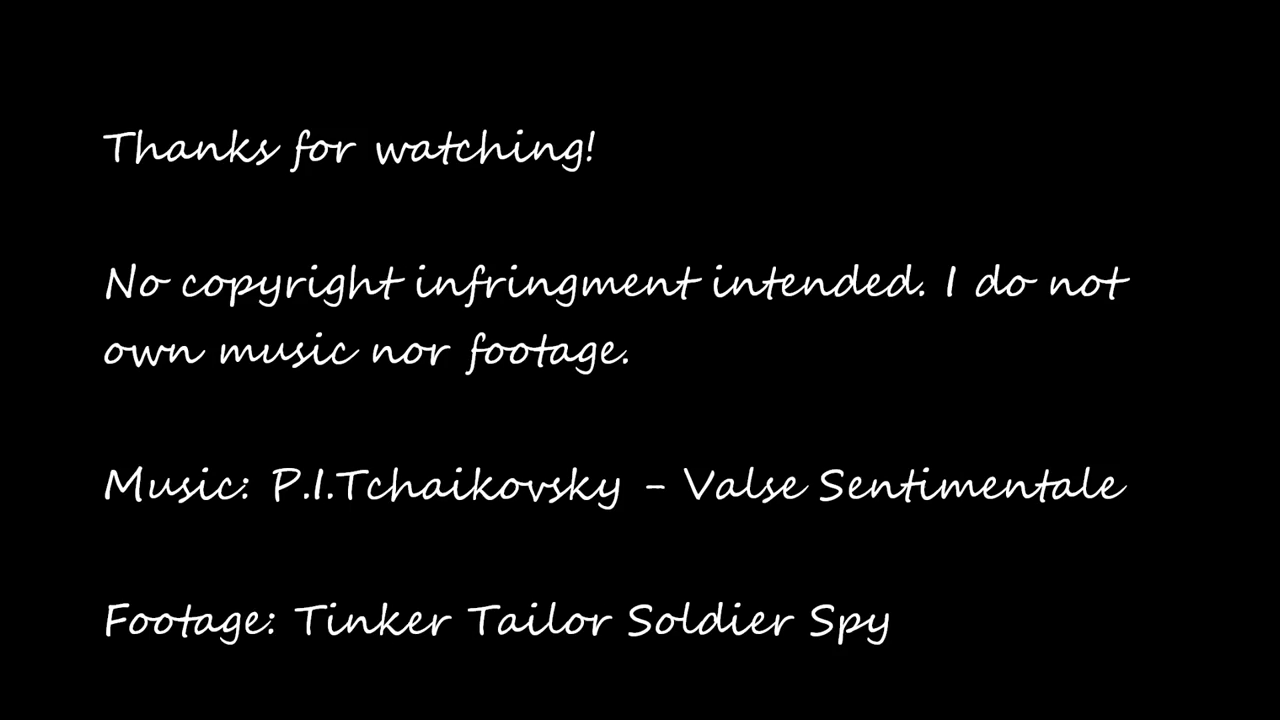 Thanks for watching!
No copyright infringment intended. I do not
own music nor footage.
Music: P.I.Tchaikovsky - Valse Sentimentale
Footage: Tinker Tailor Soldier Spy